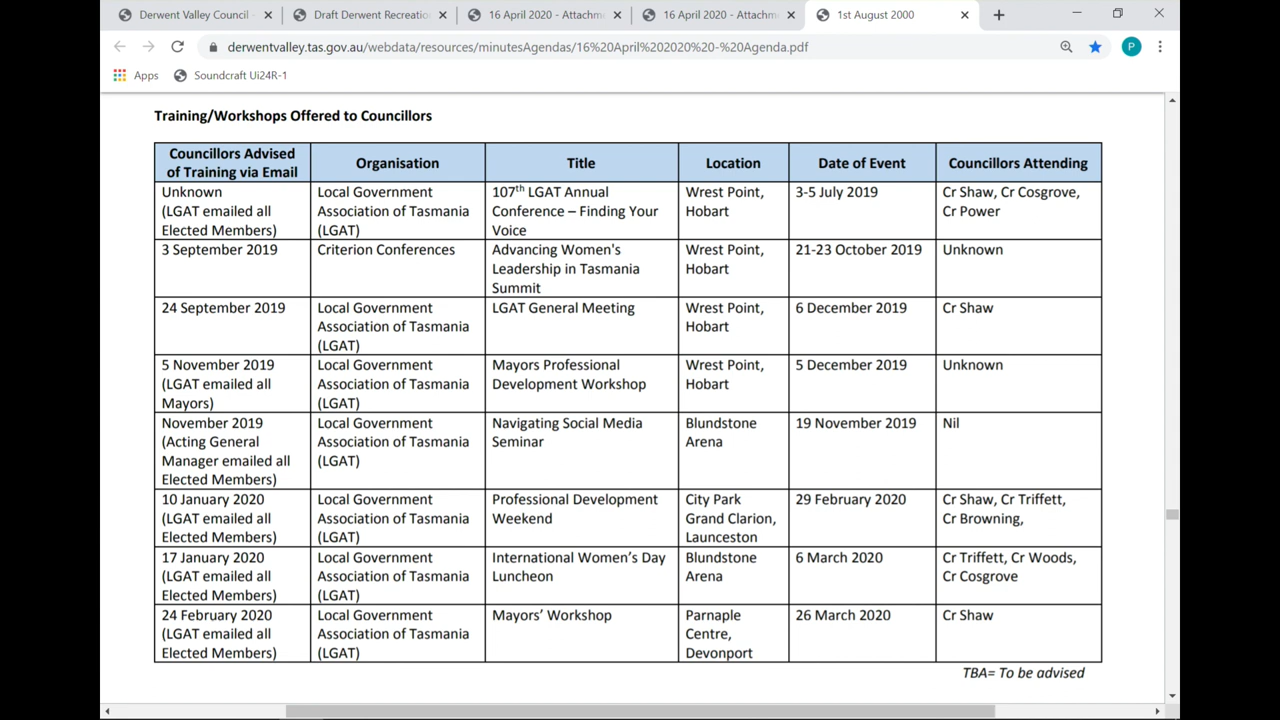 Derwent Valley Council -
Draft Derwent Recreatio
16 April 2020 - Attachm
16 April 2020 - Attachm
1st August 2000
derwentvalley.tas.gov.au/webdata/resources/minutesAgendas/16%20April%202020%20-%20Agenda.pdf
P
Apps
Soundcraft Ui24R-1
Training/Workshops Offered to Councillors
Councillors Advised
of Training via Email
Organisation
Title
Location
Date of Event
Councillors Attending
Unknown
(LGAT emailed all
Elected Members)
Local Government
Association of Tasmania
(LGAT)
107th LGAT Annual
Conference – Finding Your
Voice
Wrest Point,
Hobart
3-5 July 2019
Cr Shaw, Cr Cosgrove,
Cr Power
3 September 2019
Criterion Conferences
Advancing Women's
Leadership in Tasmania
Summit
Wrest Point,
Hobart
21-23 October 2019
Unknown
24 September 2019
Local Government
Association of Tasmania
(LGAT)
LGAT General Meeting
Wrest Point,
Hobart
6 December 2019
Cr Shaw
5 November 2019
(LGAT emailed all
Mayors)
Local Government
Association of Tasmania
(LGAT)
Mayors Professional
Development Workshop
Wrest Point,
Hobart
5 December 2019
Unknown
November 2019
(Acting General
Manager emailed all
Elected Members)
Local Government
Association of Tasmania
(LGAT)
Navigating Social Media
Seminar
Blundstone
Arena
19 November 2019
Nil
10 January 2020
(LGAT emailed all
Elected Members)
Local Government
Association of Tasmania
(LGAT)
Professional Development
Weekend
City Park
Grand Clarion,
Launceston
29 February 2020
Cr Shaw, Cr Triffett,
Cr Browning,
17 January 2020
(LGAT emailed all
Elected Members)
Local Government
Association of Tasmania
(LGAT)
International Women’s Day
Luncheon
Blundstone
Arena
6 March 2020
Cr Triffett, Cr Woods,
Cr Cosgrove
24 February 2020
(LGAT emailed all
Elected Members)
Local Government
Association of Tasmania
(LGAT)
Mayors’ Workshop
Parnaple
Centre,
Devonport
26 March 2020
Cr Shaw
TBA= To be advised